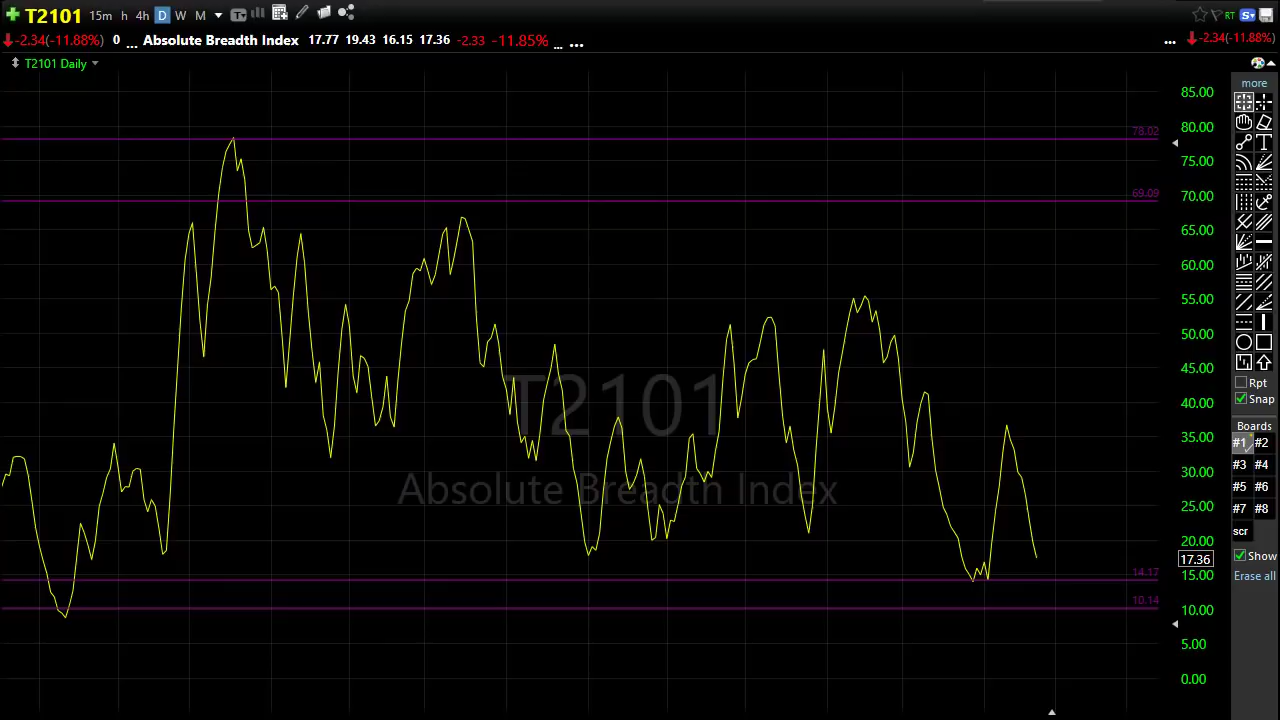 T2101 15m h 4h D W M T RT S
-2.34(-11.88%) 0 ... Absolute Breadth Index 17.77 19.43 16.15 17.36 -2.33 -11.85% ... ... ... -2.34(-11.88%)
T2101 Daily
more
85.00
78.02
80.00
75.00
69.09
70.00
65.00
60.00
55.00
50.00
45.00
T2101
40.00
35.00
30.00
Absolute Breadth Index
25.00
20.00
17.36
14.17
15.00
10.14
10.00
5.00
0.00
T
Rpt
Snap
Boards
#1 #2
#3 #4
#5 #6
#7 #8
scr
Show
Erase all